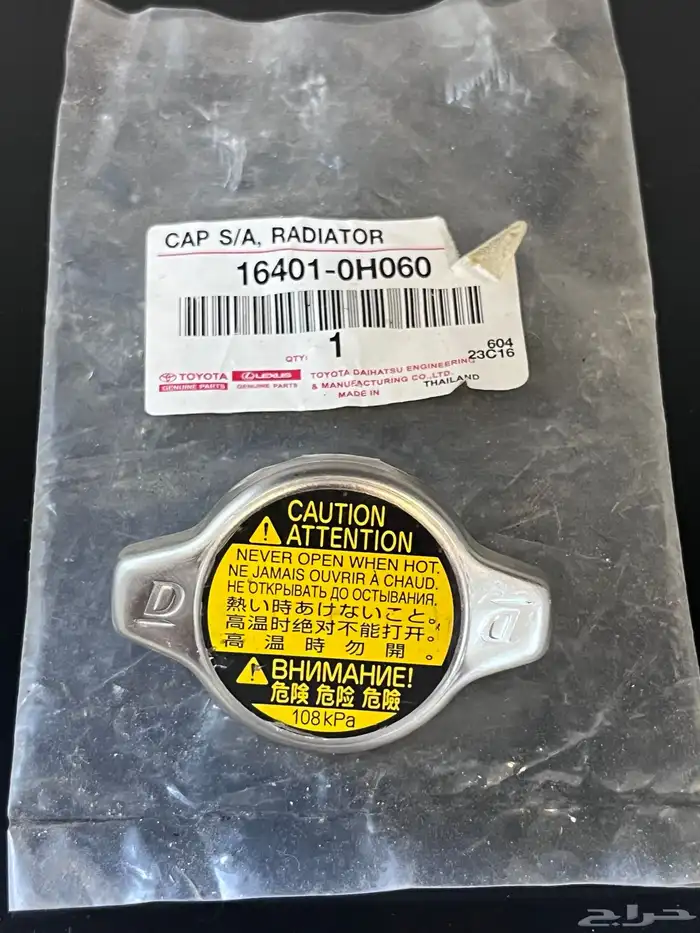 CAP S/A, RADIATOR
16401-0H060
QTY: 1
604
23C16
TOYOTA
GENUINE PARTS
LEXUS
GENUINE PARTS
TOYOTA DAIHATSU ENGINEERING
& MANUFACTURING CO.,LTD.
MADE IN THAILAND
CAUTION
ATTENTION
NEVER OPEN WHEN HOT.
NE JAMAIS OUVRIR À CHAUD.
НЕ ОТКРЫВАТЬ ДО ОСТЫВАНИЯ.
熱い時あけないこと。
高温时绝对不能打开。
高温時勿開。
ВНИМАНИЕ!
危険 危险 危險
108kPa
D
D
حراج